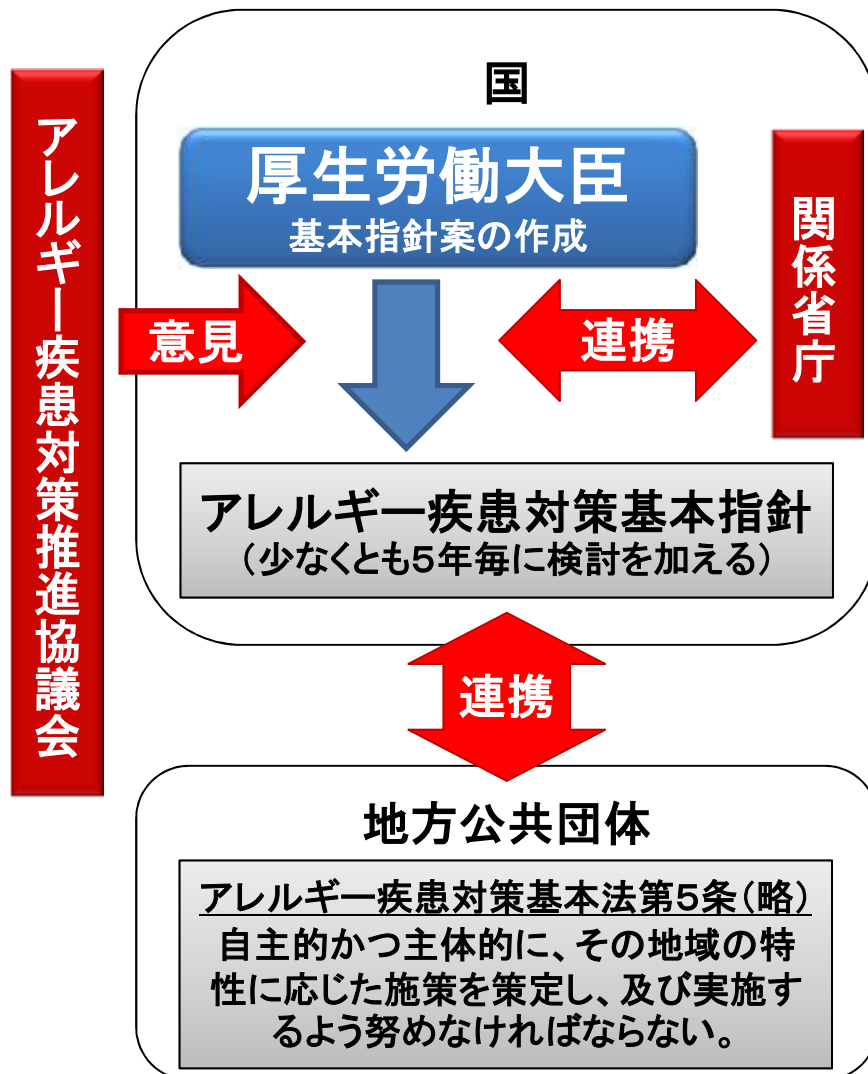 国
アレルギー疾患対策推進協議会
厚生労働大臣
基本指針案の作成
関係省庁
意見
連携
アレルギー疾患対策基本指針
（少なくとも５年毎に検討を加える）
連携
地方公共団体
アレルギー疾患対策基本法第５条（略）
自主的かつ主体的に、その地域の特
性に応じた施策を策定し、及び実施す
るよう努めなければならない。